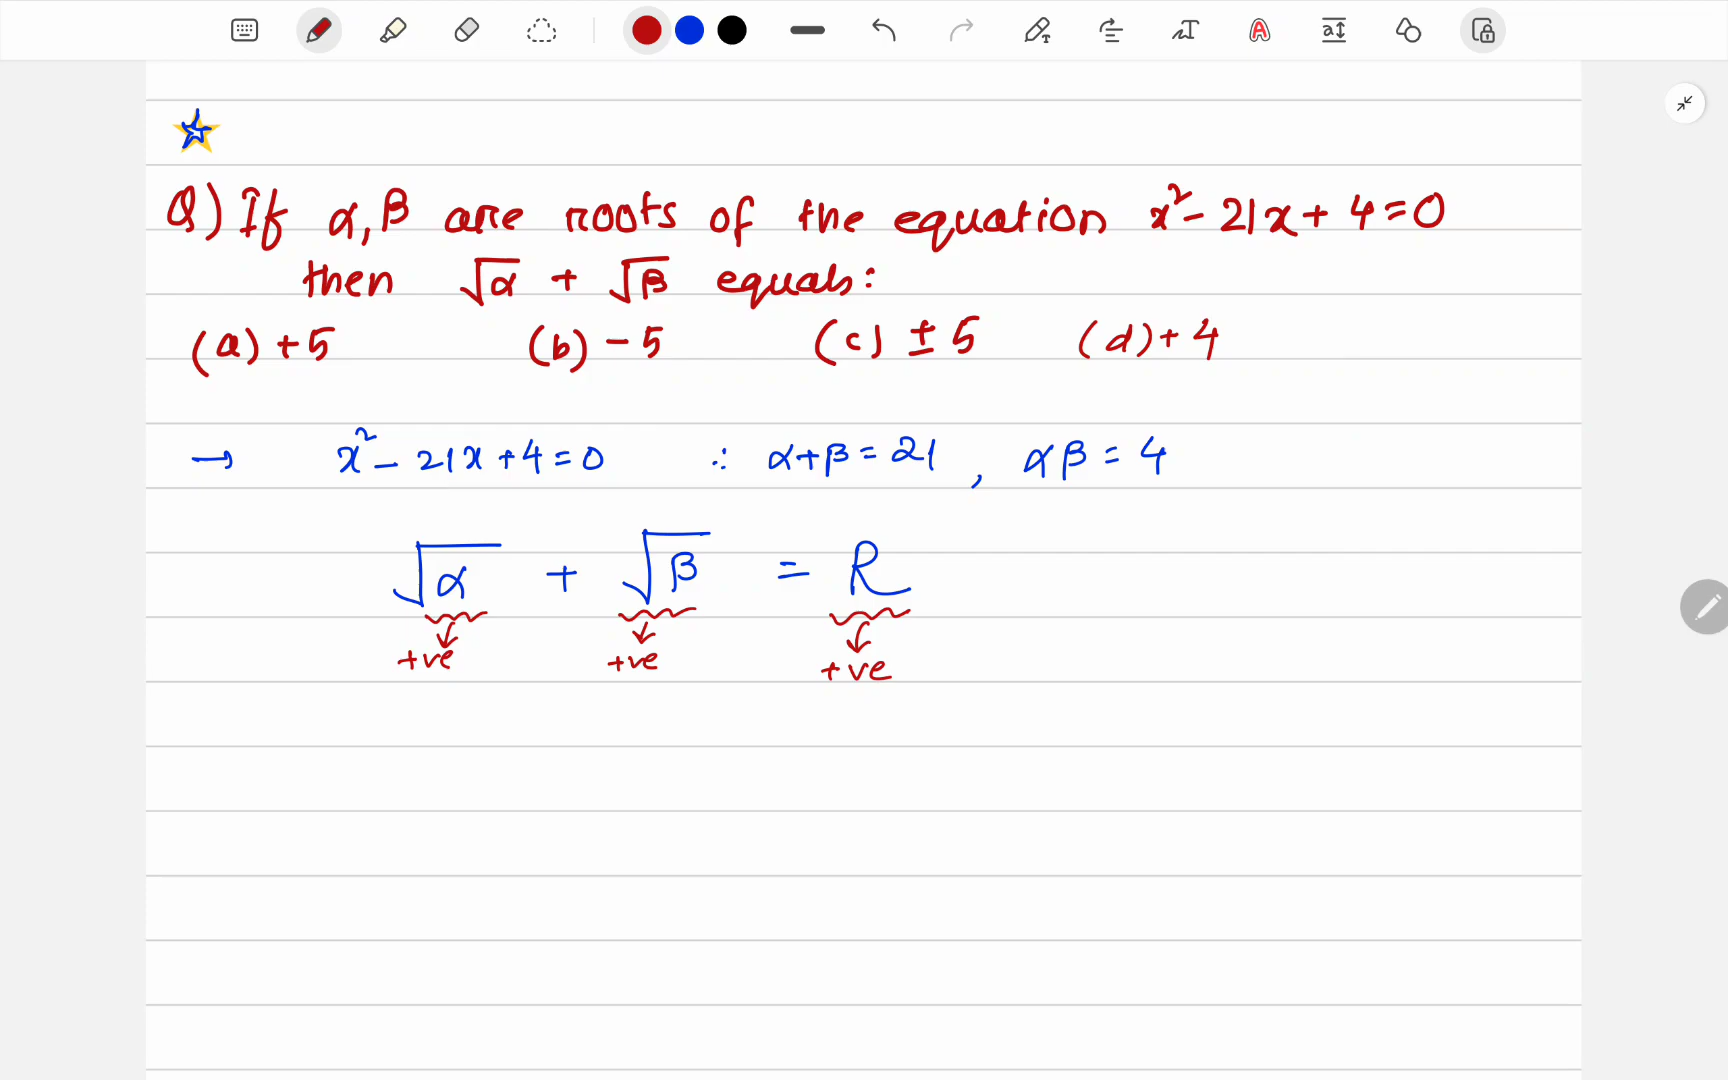 Q) If α, β are roots of the equation x² - 21x + 4 = 0
then √α + √β equals:
(a) +5 (b) -5 (c) ±5 (d) +4
→ x² - 21x + 4 = 0 ∴ α+β = 21, αβ = 4
√α + √β = R
+ve +ve +ve